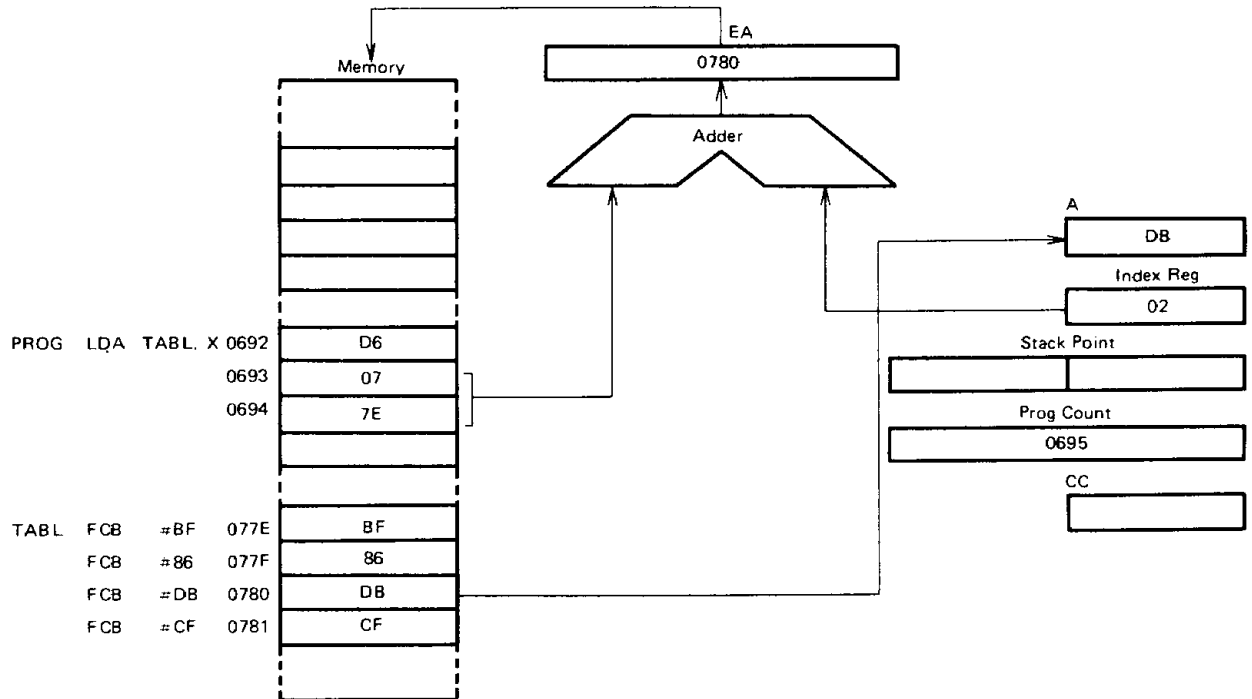 EA
0780
Memory
Adder
A
DB
Index Reg
02
PROG LDA TABL. X 0692 D6
Stack Point
0693 07
0694 7E
Prog Count
0695
CC
TABL FCB #BF 077E BF
FCB #86 077F 86
FCB #DB 0780 DB
FCB #CF 0781 CF